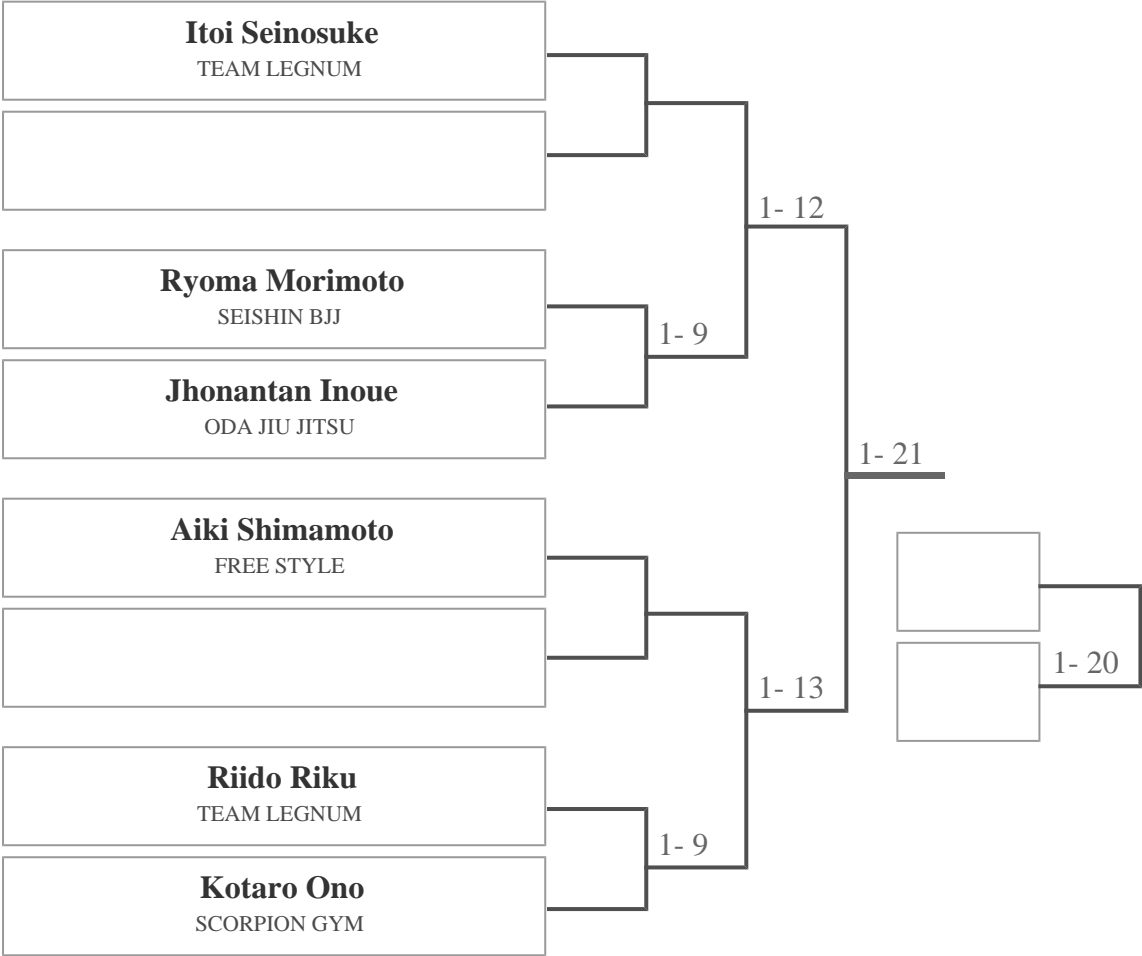 Itoi Seinosuke
TEAM LEGNUM
1- 12
Ryoma Morimoto
SEISHIN BJJ
1- 9
Jhonantan Inoue
ODA JIU JITSU
1- 21
Aiki Shimamoto
FREE STYLE
1- 20
1- 13
Riido Riku
TEAM LEGNUM
1- 9
Kotaro Ono
SCORPION GYM